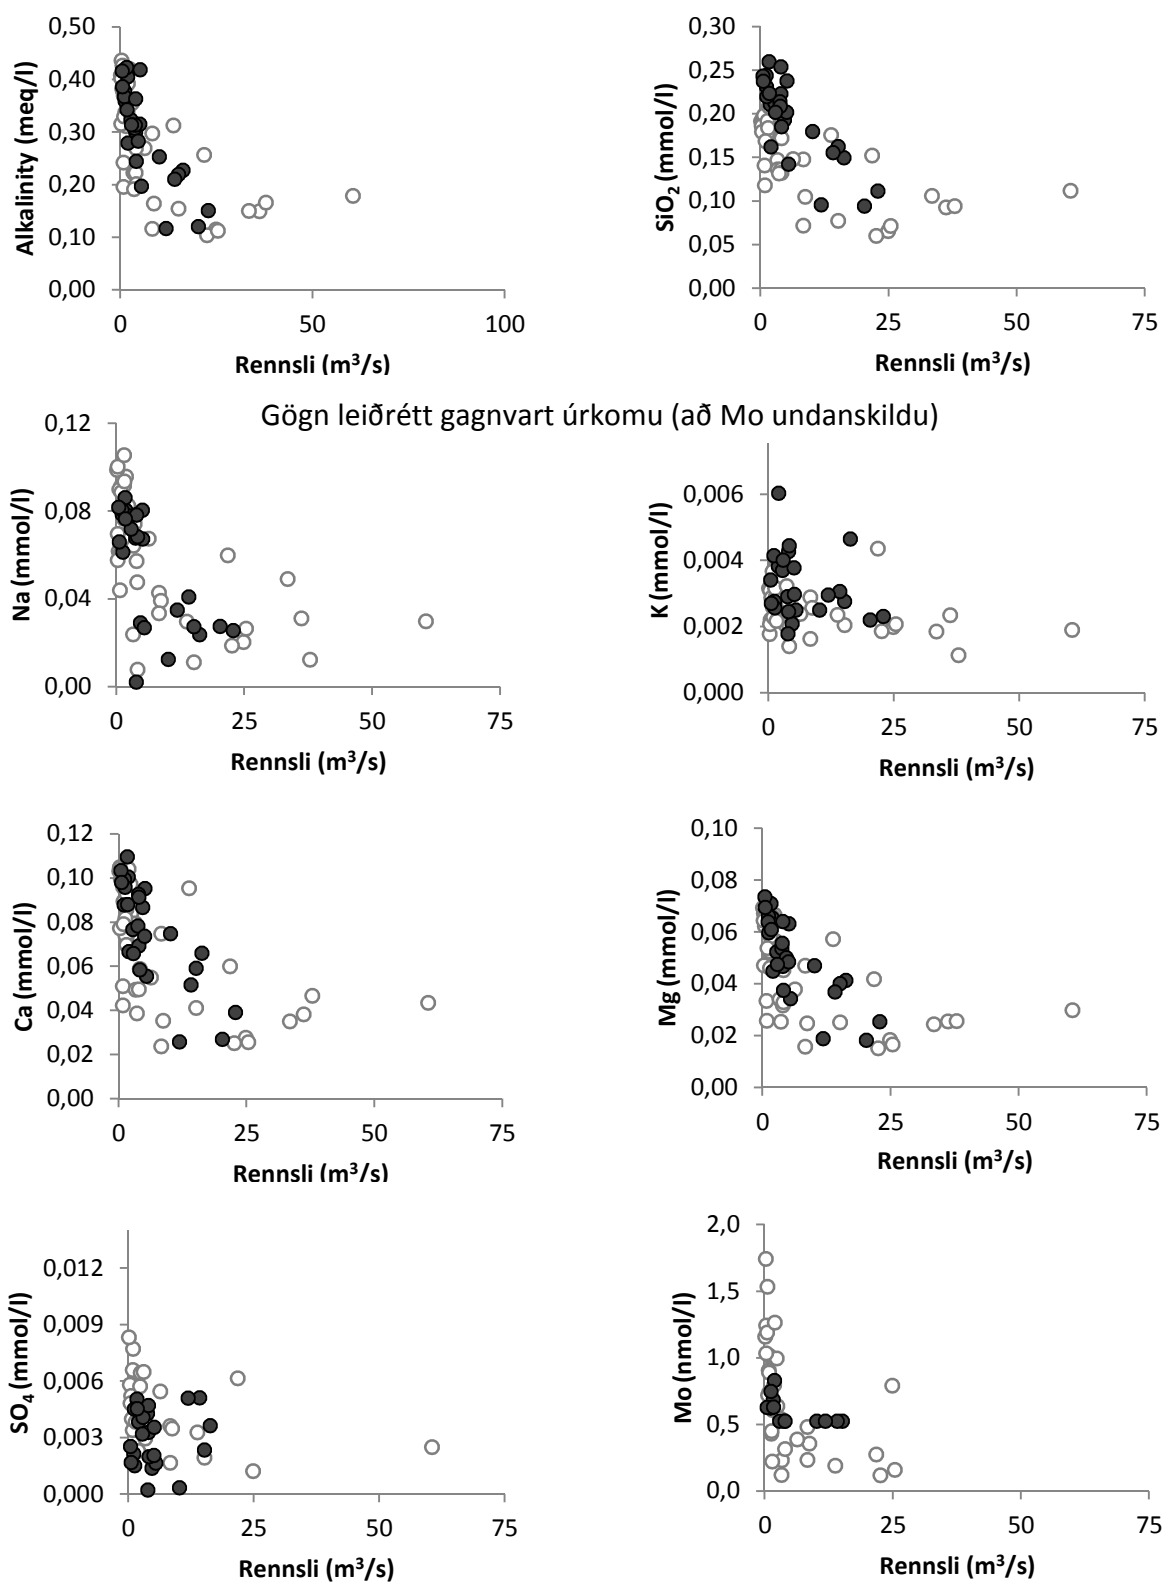 0,50
0,40
0,30
0,20
0,10
0,00
Alkalinity (meq/l)
0 50 100
Rennsli (m³/s)
0,30
0,25
0,20
0,15
0,10
0,05
0,00
SiO₂ (mmol/l)
0 25 50 75
Rennsli (m³/s)
Gögn leiðrétt gagnvart úrkomu (að Mo undanskildu)
0,12
0,08
0,04
0,00
Na (mmol/l)
0 25 50 75
Rennsli (m³/s)
0,006
0,004
0,002
0,000
K (mmol/l)
0 25 50 75
Rennsli (m³/s)
0,12
0,10
0,08
0,06
0,04
0,02
0,00
Ca (mmol/l)
0 25 50 75
Rennsli (m³/s)
0,10
0,08
0,06
0,04
0,02
0,00
Mg (mmol/l)
0 25 50 75
Rennsli (m³/s)
0,012
0,009
0,006
0,003
0,000
SO₄ (mmol/l)
0 25 50 75
Rennsli (m³/s)
2,0
1,5
1,0
0,5
0,0
Mo (nmol/l)
0 25 50 75
Rennsli (m³/s)